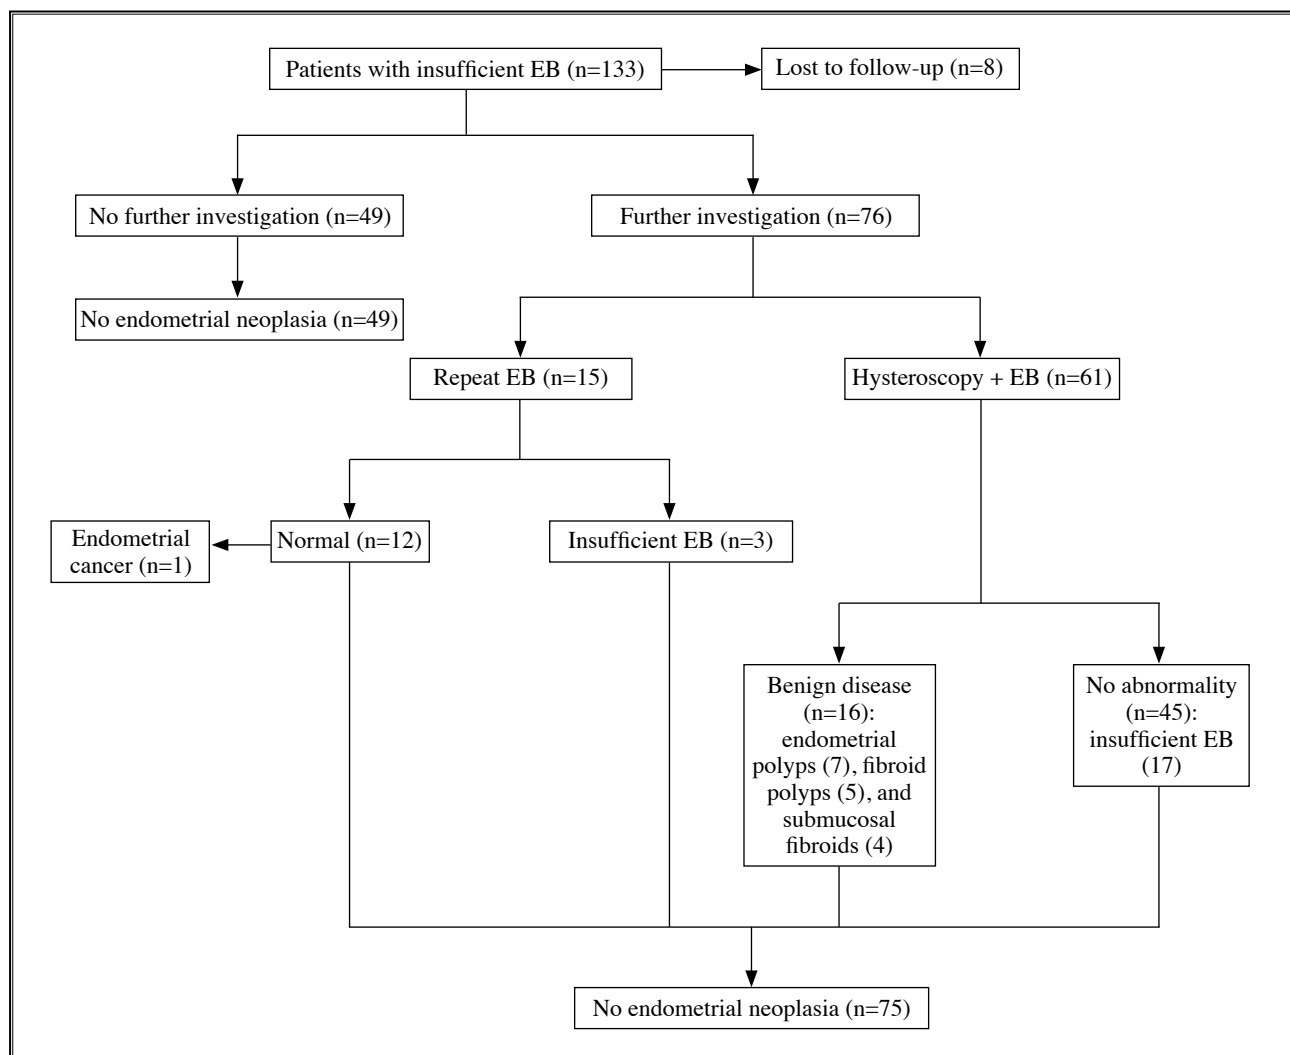 Patients with insufficient EB (n=133)
Lost to follow-up (n=8)
No further investigation (n=49)
Further investigation (n=76)
No endometrial neoplasia (n=49)
Repeat EB (n=15)
Hysteroscopy + EB (n=61)
Endometrial
cancer (n=1)
Normal (n=12)
Insufficient EB (n=3)
Benign disease
(n=16):
endometrial
polyps (7), fibroid
polyps (5), and
submucosal
fibroids (4)
No abnormality
(n=45):
insufficient EB
(17)
No endometrial neoplasia (n=75)